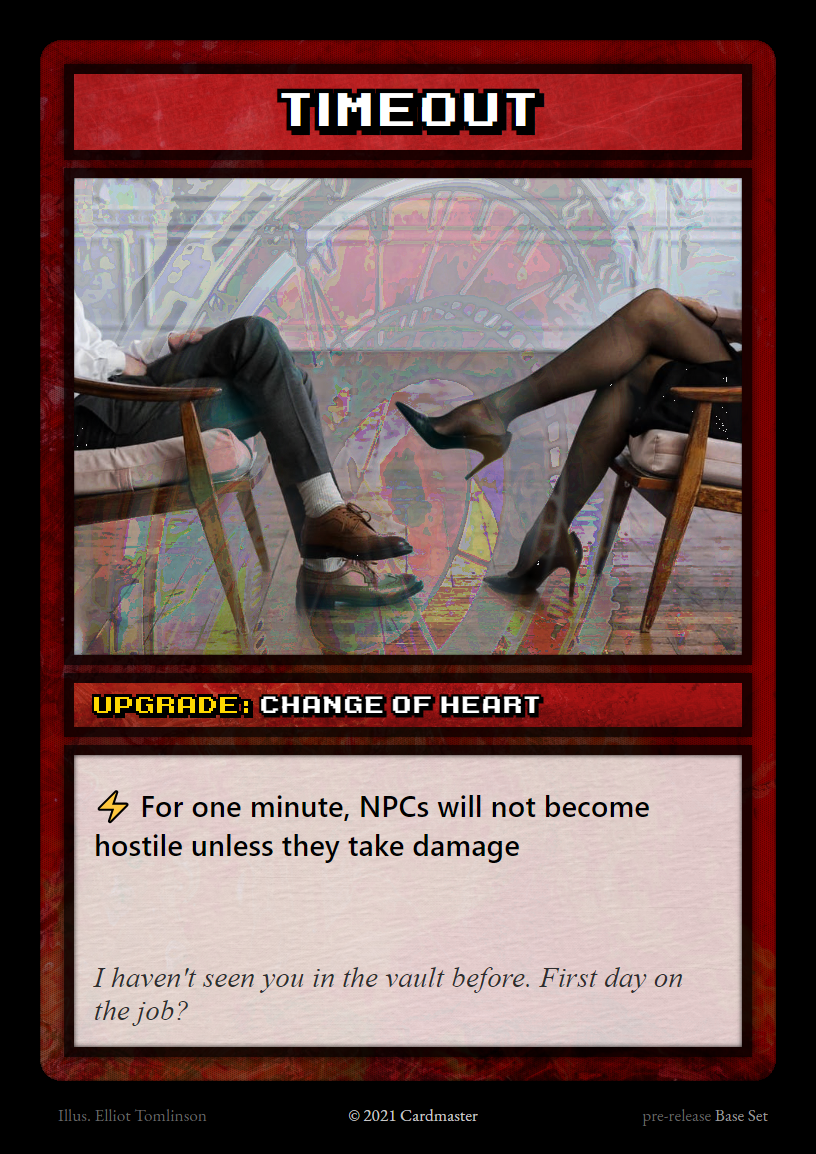 TIMEOUT
UPGRADE: CHANGE OF HEART
⚡ For one minute, NPCs will not become
hostile unless they take damage
I haven't seen you in the vault before. First day on
the job?
Illus. Elliot Tomlinson © 2021 Cardmaster pre-release Base Set